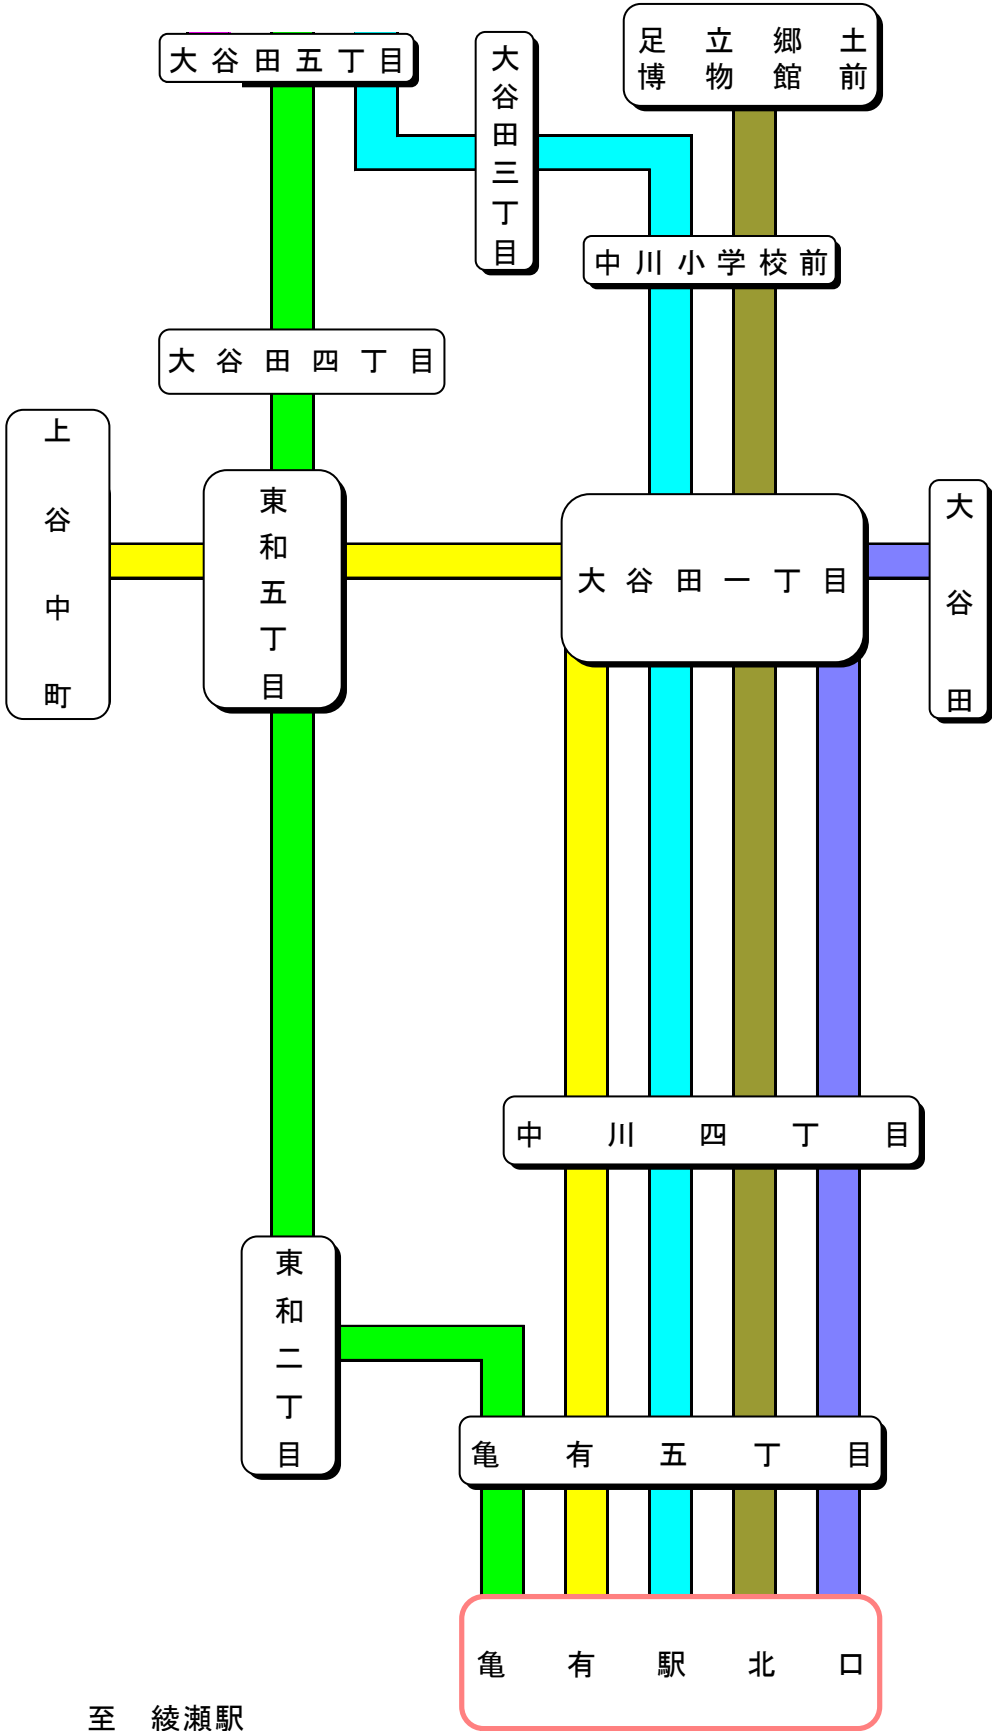 足立郷土
博物館前
大谷田五丁目
大谷田三丁目
中川小学校前
大谷田四丁目
上谷中町
東和五丁目
大谷田一丁目
大谷田
中川四丁目
東和二丁目
亀有五丁目
亀有駅北口
至　綾瀬駅